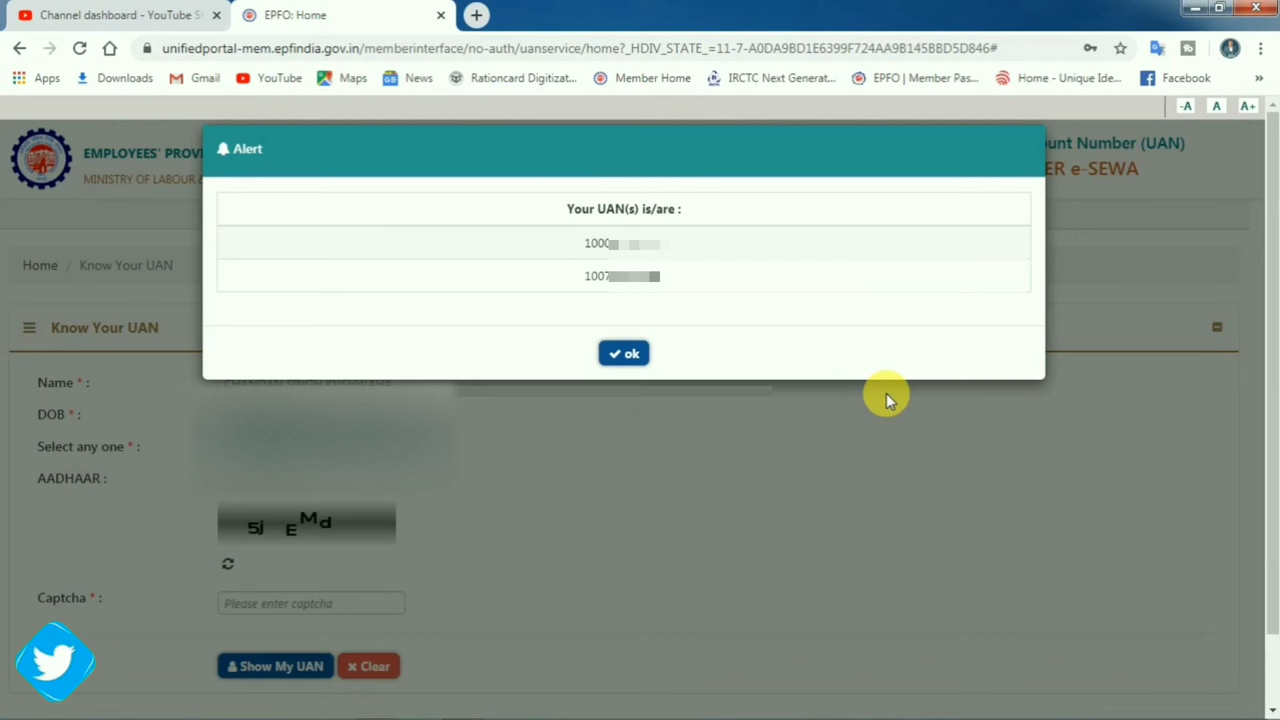 Channel dashboard - YouTube St
EPFO: Home
unifiedportal-mem.epfindia.gov.in/memberinterface/no-auth/uanservice/home?_HDIV_STATE_=11-7-A0DA9BD1E6399F724AA9B145BBD5D846#
Apps Downloads Gmail YouTube Maps News Rationcard Digitizat... Member Home IRCTC Next Generat... EPFO | Member Pas... Home - Unique Ide... Facebook »
-A A A+
Alert
EMPLOYEES' PROVI
MINISTRY OF LABOUR &
unt Number (UAN)
ER e-SEWA
Your UAN(s) is/are :
1000
1007
ok
Home / Know Your UAN
Know Your UAN
Name * :
DOB * :
Select any one * :
AADHAAR :
5j EMd
Captcha * : Please enter captcha
Show My UAN Clear